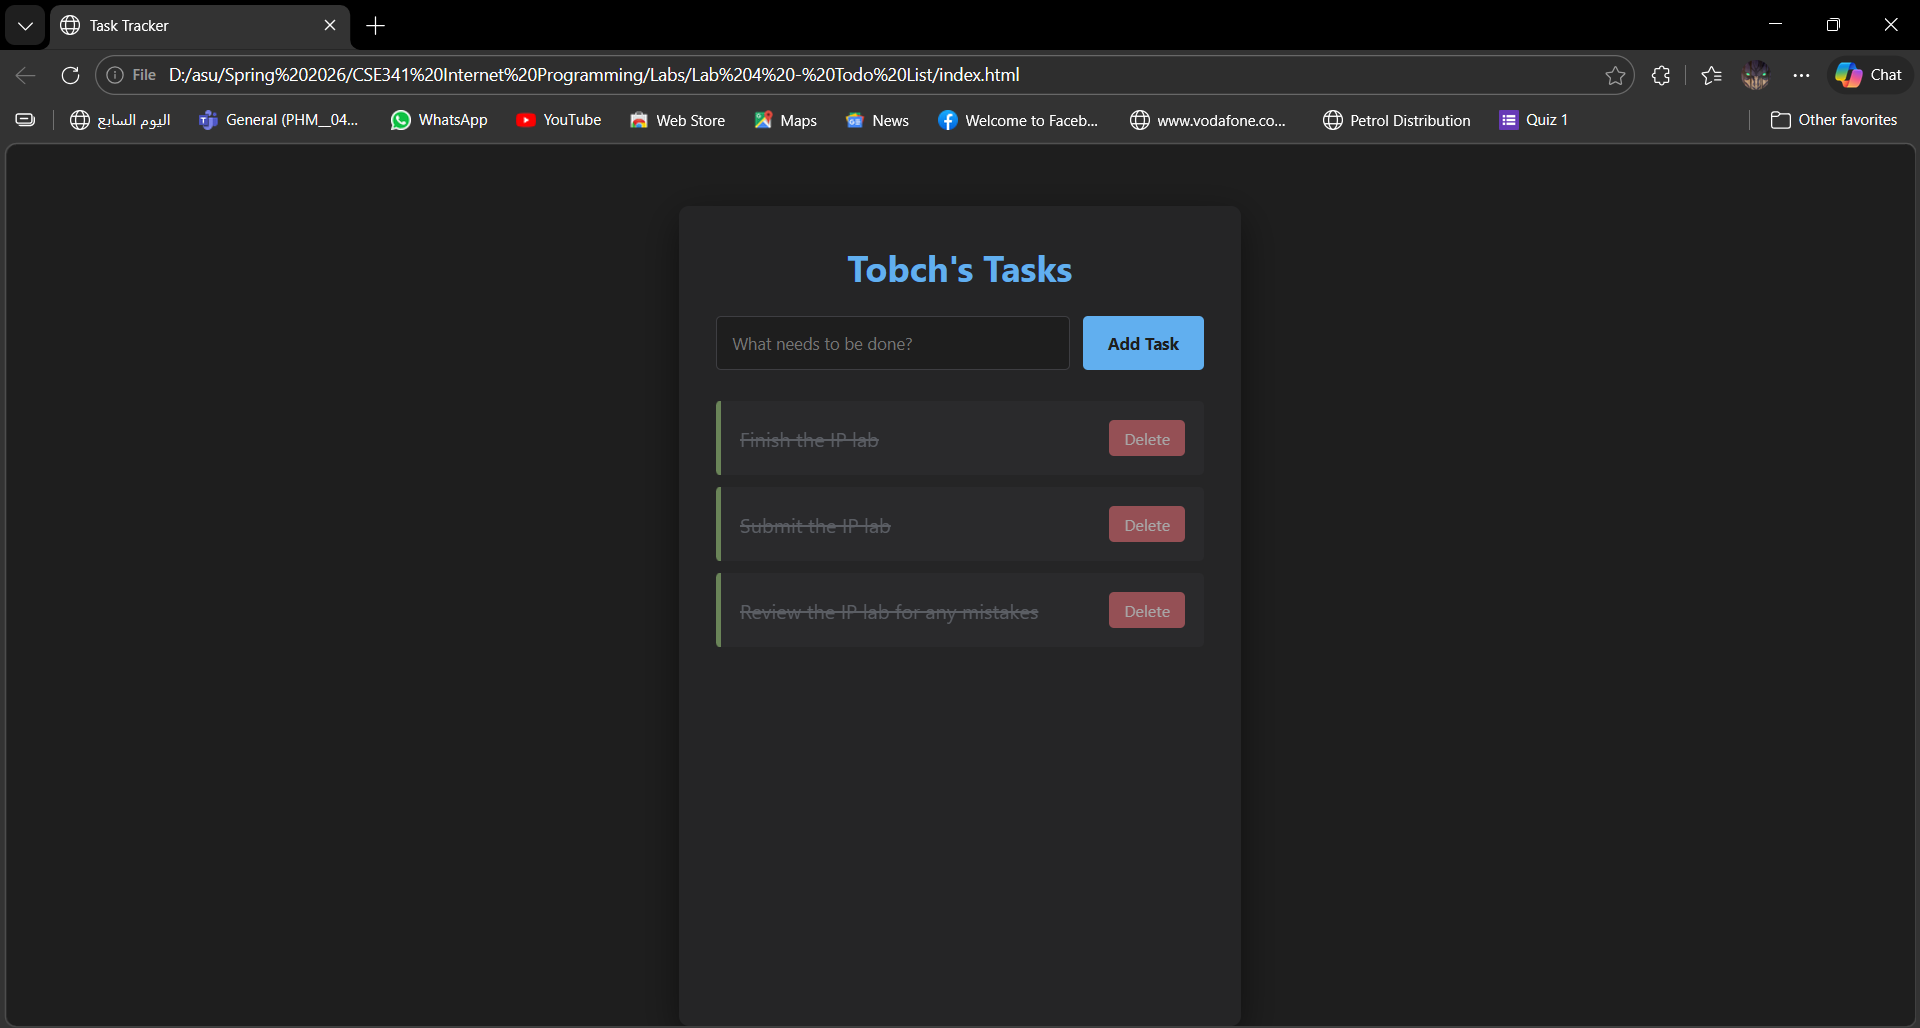 Task Tracker
File D:/asu/Spring%202026/CSE341%20Internet%20Programming/Labs/Lab%204%20-%20Todo%20List/index.html
Chat
اليوم السابع
General (PHM__04...
WhatsApp
YouTube
Web Store
Maps
News
Welcome to Faceb...
www.vodafone.co...
Petrol Distribution
Quiz 1
Other favorites
Tobch's Tasks
What needs to be done?
Add Task
Finish the IP lab
Delete
Submit the IP lab
Delete
Review the IP lab for any mistakes
Delete